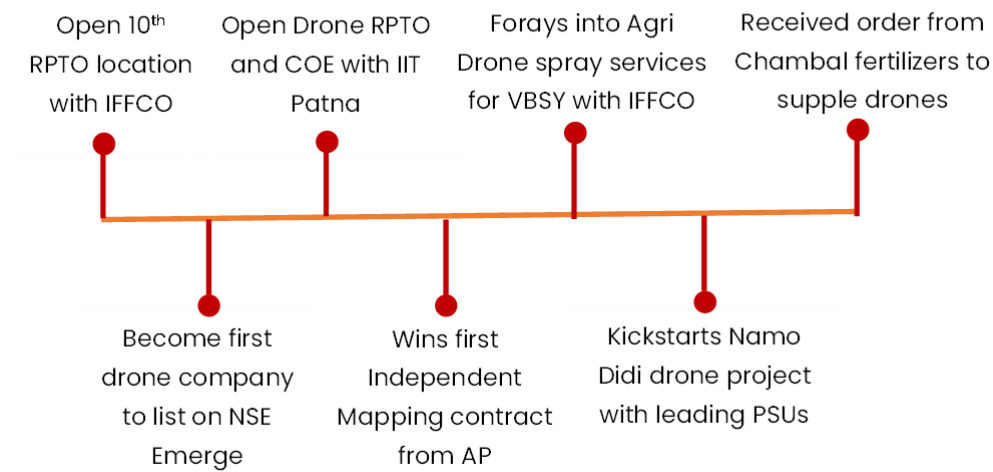 Open 10th
RPTO location
with IFFCO
Become first
drone company
to list on NSE
Emerge
Open Drone RPTO
and COE with IIT
Patna
Wins first
Independent
Mapping contract
from AP
Forays into Agri
Drone spray services
for VBSY with IFFCO
Kickstarts Namo
Didi drone project
with leading PSUs
Received order from
Chambal fertilizers to
supple drones